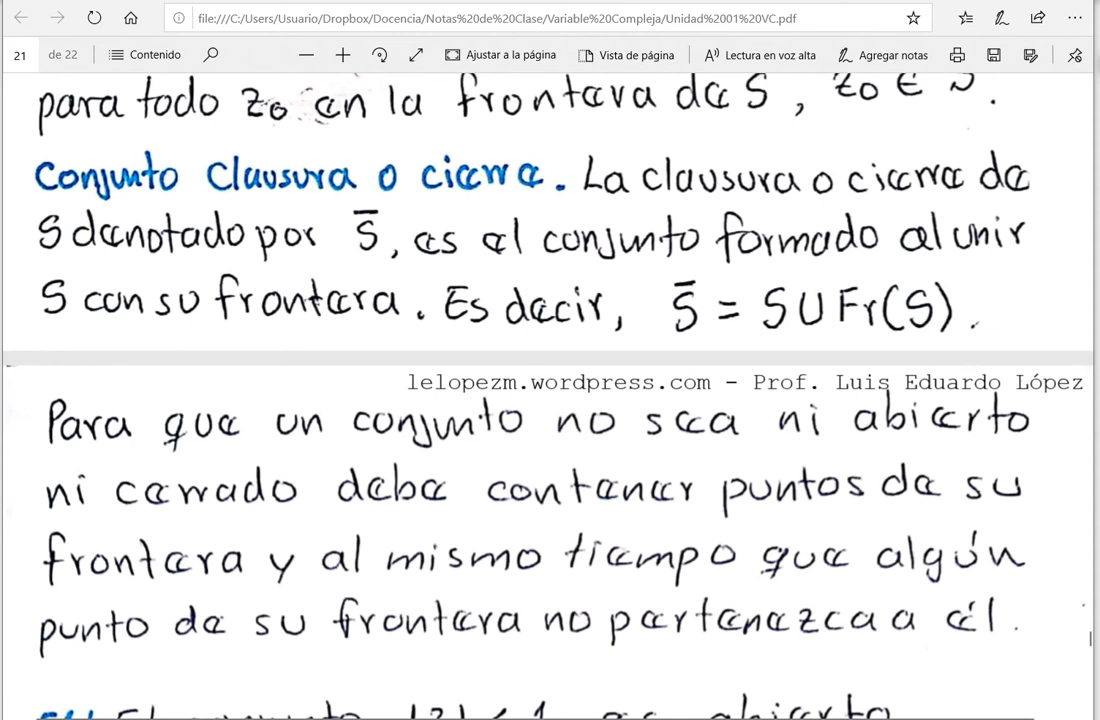 file:///C:/Users/Usuario/Dropbox/Docencia/Notas%20de%20Clase/Variable%20Compleja/Unidad%2001%20VC.pdf
21 de 22 Contenido Ajustar a la página Vista de página Lectura en voz alta Agregar notas
para todo z₀ en la frontera de S, z₀ ∈ S.
Conjunto Clausura o cierre. La clausura o cierre de
S denotado por S̅, es el conjunto formado al unir
S con su frontera. Es decir, S̅ = S U Fr(S).
lelopezm.wordpress.com - Prof. Luis Eduardo López
Para que un conjunto no sea ni abierto
ni cerrado debe contener puntos de su
frontera y al mismo tiempo que algún
punto de su frontera no pertenezca a él.